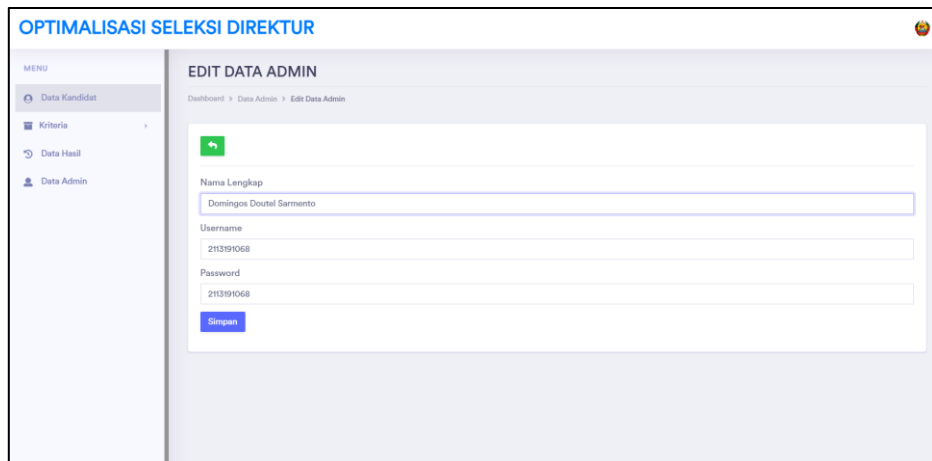 OPTIMALISASI SELEKSI DIREKTUR
MENU
Data Kandidat
Kriteria
Data Hasil
Data Admin
EDIT DATA ADMIN
Dashboard > Data Admin > Edit Data Admin
Nama Lengkap
Domingos Doutel Sarmento
Username
2113191068
Password
2113191068
Simpan